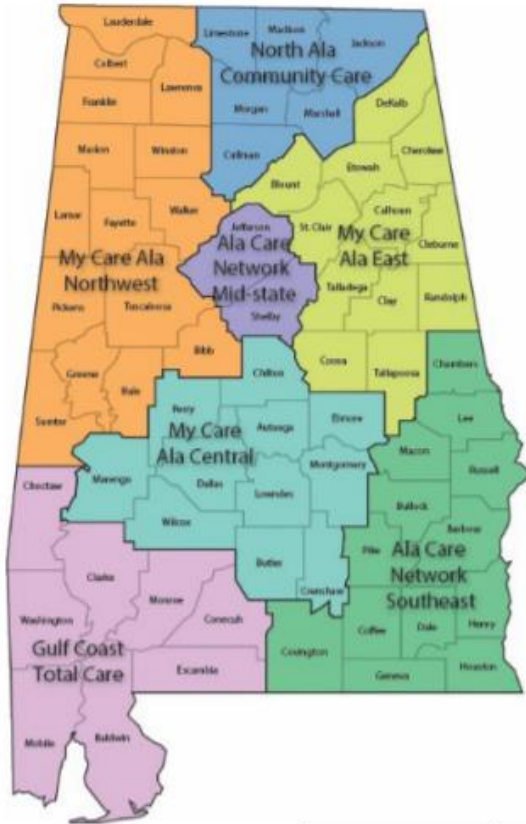 Lauderdale
Limestone
Madison
Jackson
North Ala
Community Care
Colbert
Lawrence
Franklin
Morgan
Marshall
DeKalb
Cullman
Cherokee
Marion
Winston
Etowah
Blount
Walker
Calhoun
Lamar
Fayette
Jefferson
St. Clair
My Care
Ala East
Cleburne
Ala Care
Network
Mid-state
My Care Ala
Northwest
Talladega
Clay
Randolph
Pickens
Tuscaloosa
Shelby
Bibb
Coosa
Tallapoosa
Chambers
Chilton
Greene
Hale
Sumter
Perry
Autauga
Elmore
Lee
My Care
Ala Central
Macon
Russell
Montgomery
Choctaw
Marengo
Dallas
Lowndes
Bullock
Wilcox
Barbour
Pike
Butler
Crenshaw
Ala Care
Network
Southeast
Clarke
Monroe
Conecuh
Washington
Coffee
Dale
Henry
Covington
Gulf Coast
Total Care
Escambia
Geneva
Houston
Mobile
Baldwin